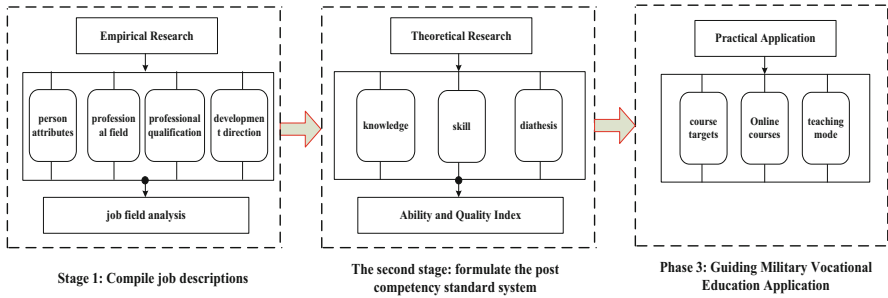 Empirical Research
person
attributes
profession
al field
professional
qualification
developmen
t direction
job field analysis
Stage 1: Compile job descriptions
Theoretical Research
knowledge
skill
diathesis
Ability and Quality Index
The second stage: formulate the post
competency standard system
Practical Application
course
targets
Online
courses
teaching
mode
Phase 3: Guiding Military Vocational
Education Application